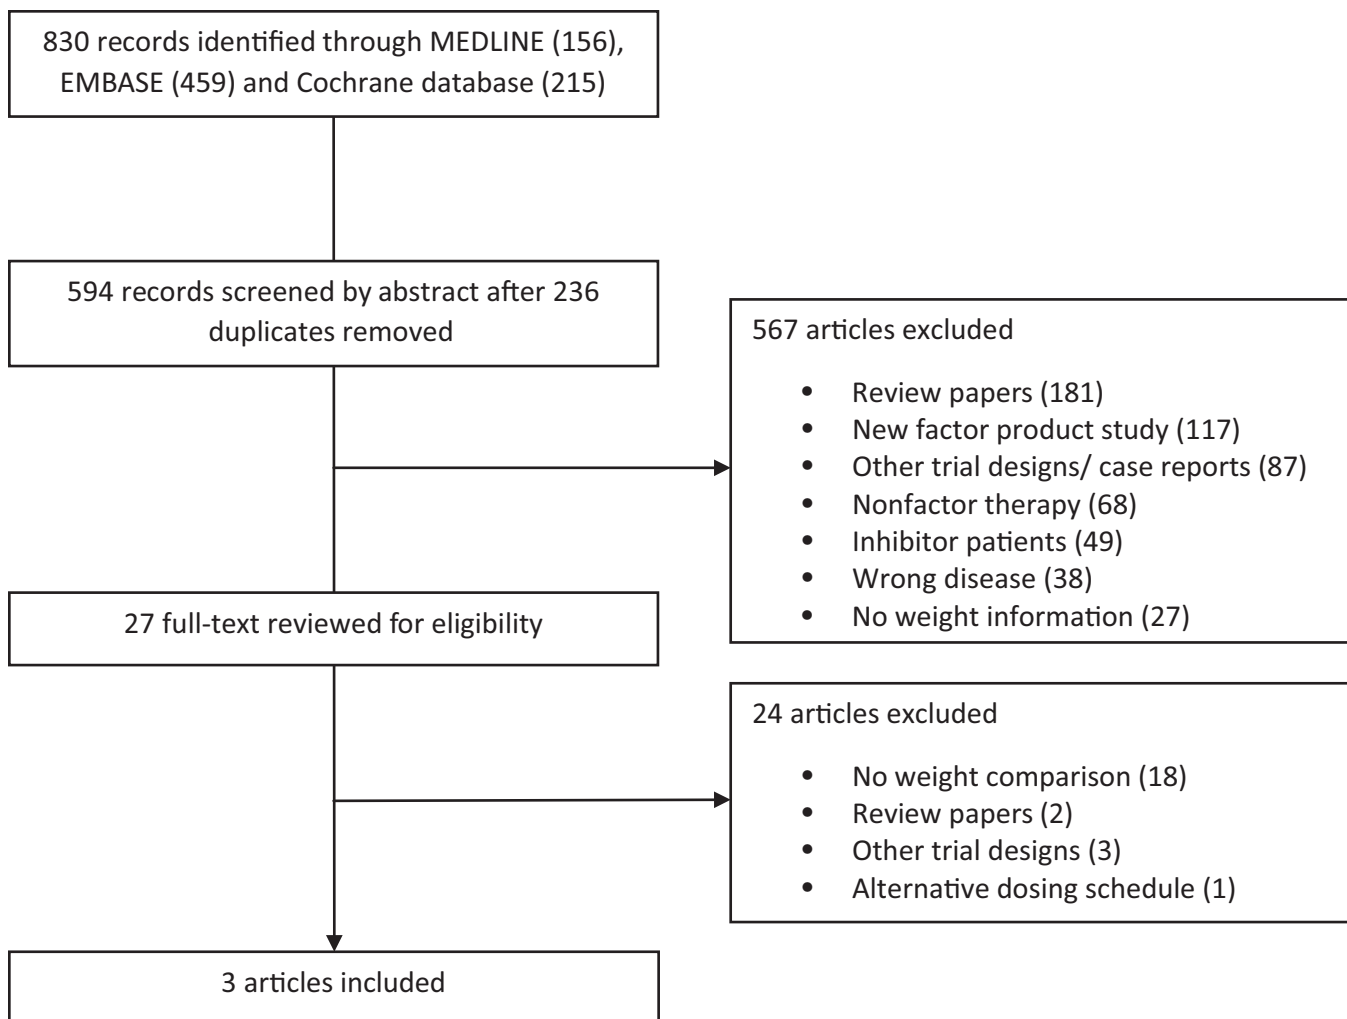 830 records identified through MEDLINE (156),
EMBASE (459) and Cochrane database (215)
594 records screened by abstract after 236
duplicates removed
567 articles excluded
• Review papers (181)
• New factor product study (117)
• Other trial designs/ case reports (87)
• Nonfactor therapy (68)
• Inhibitor patients (49)
• Wrong disease (38)
• No weight information (27)
27 full-text reviewed for eligibility
24 articles excluded
• No weight comparison (18)
• Review papers (2)
• Other trial designs (3)
• Alternative dosing schedule (1)
3 articles included